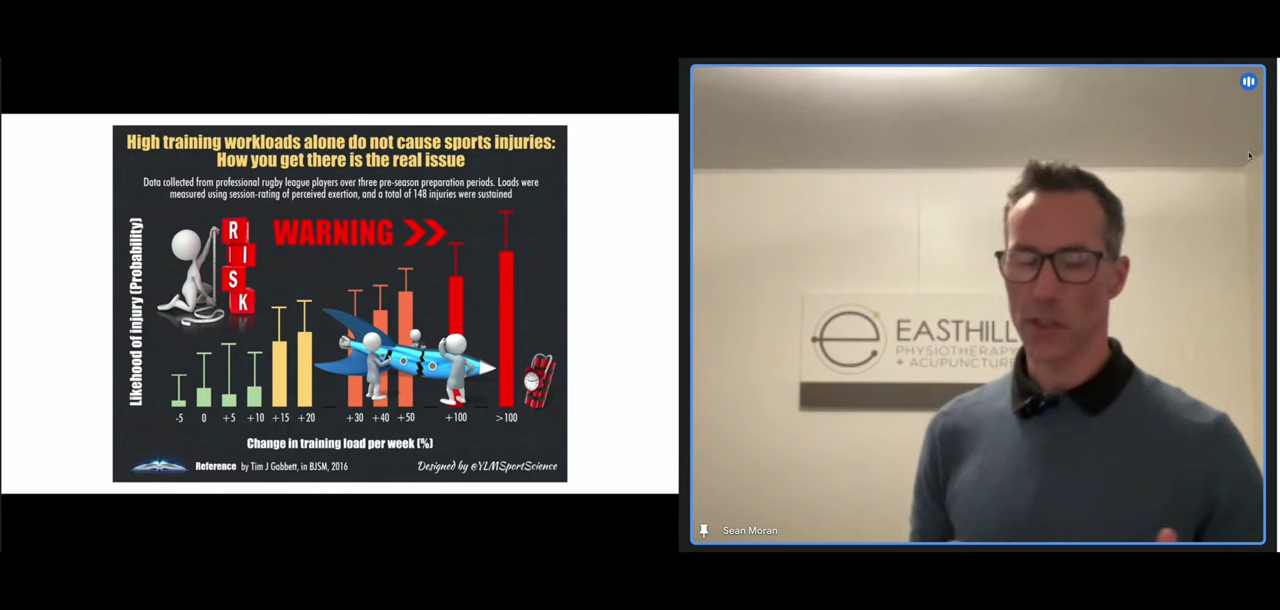 High training workloads alone do not cause sports injuries:
How you get there is the real issue
Data collected from professional rugby league players over three pre-season preparation periods. Loads were
measured using session-rating of perceived exertion, and a total of 148 injuries were sustained
Likehood of injury (Probability)
R
I
S
K
WARNING >>
-5 0 +5 +10 +15 +20 +30 +40 +50 +100 >100
Change in training load per week (%)
Reference by Tim J Gabbett, in BJSM, 2016
Designed by @YLMSportScience
e
EASTHILL
PHYSIOTHERAPY
+ ACUPUNCTURE
Sean Moran